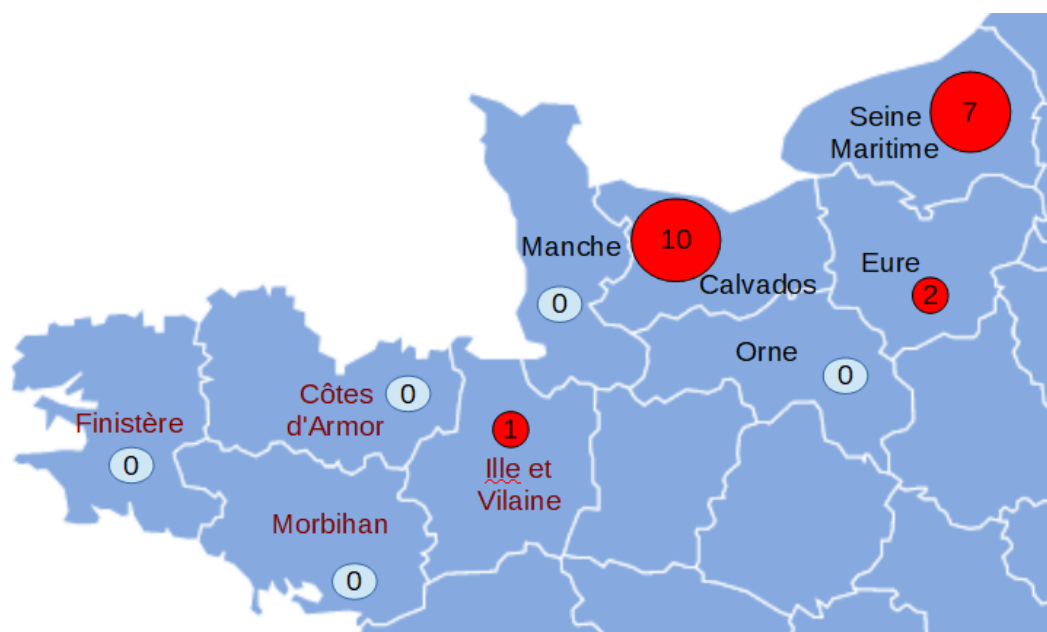 7
Seine
Maritime
10
Manche
Calvados
Eure
2
0
Orne
0
Côtes
d'Armor
0
Finistère
0
1
Ille et
Vilaine
Morbihan
0